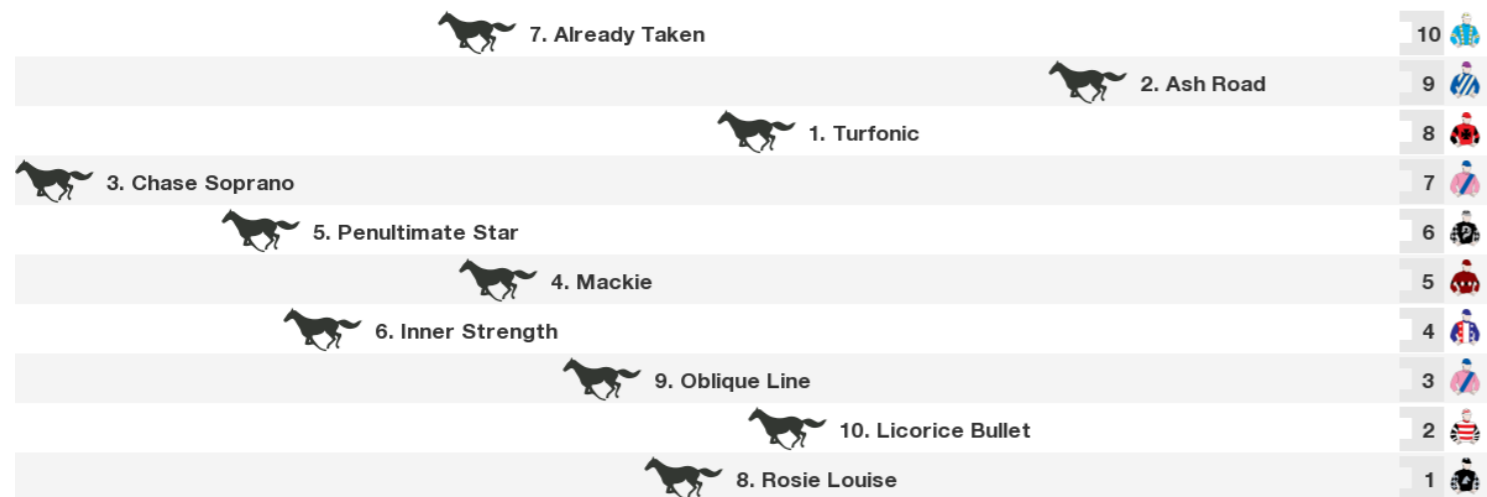 7. Already Taken 10
2. Ash Road 9
1. Turfonic 8
3. Chase Soprano 7
5. Penultimate Star 6
4. Mackie 5
6. Inner Strength 4
9. Oblique Line 3
10. Licorice Bullet 2
8. Rosie Louise 1